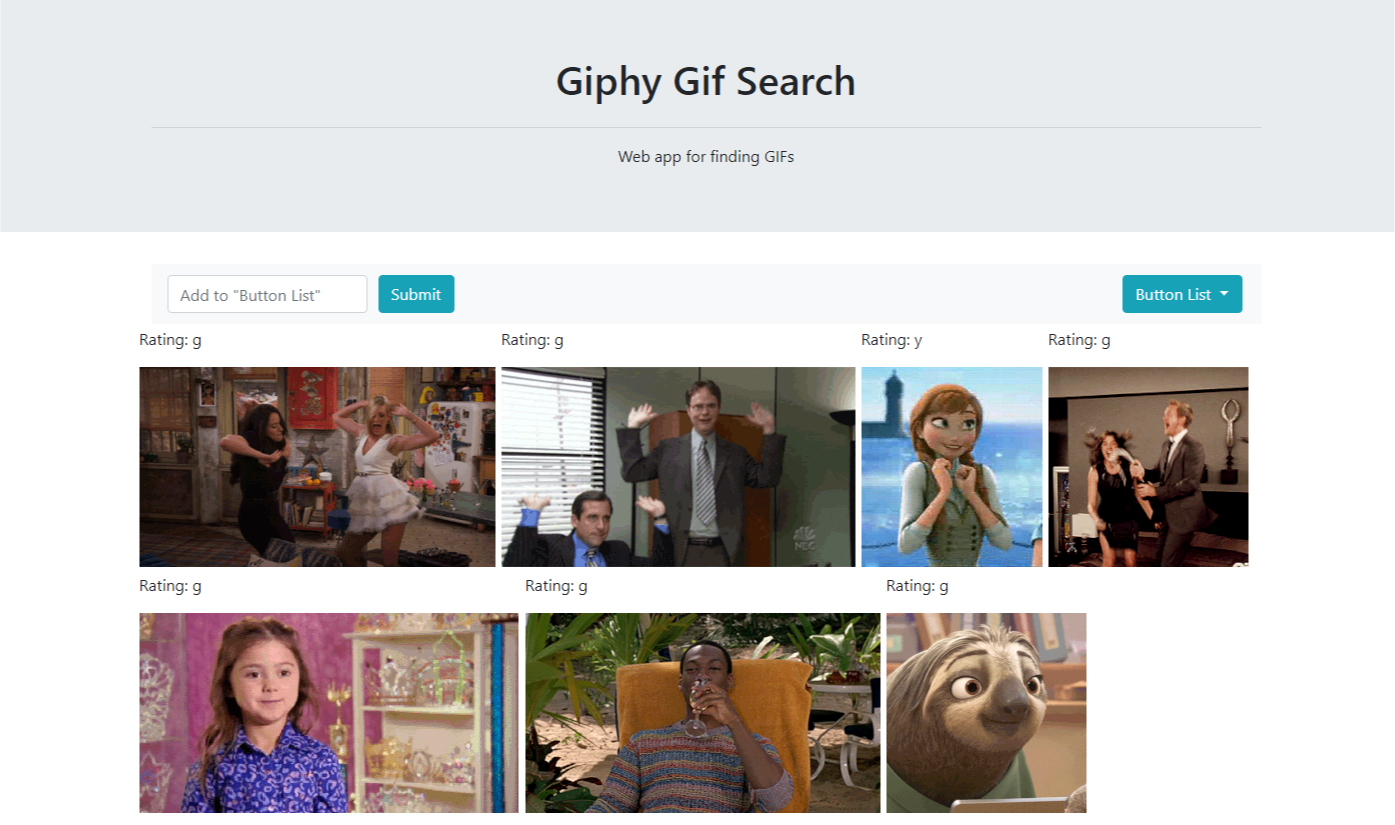 Giphy Gif Search
Web app for finding GIFs
Add to "Button List"
Submit
Button List
Rating: g
Rating: g
Rating: y
Rating: g
NBC
Rating: g
Rating: g
Rating: g